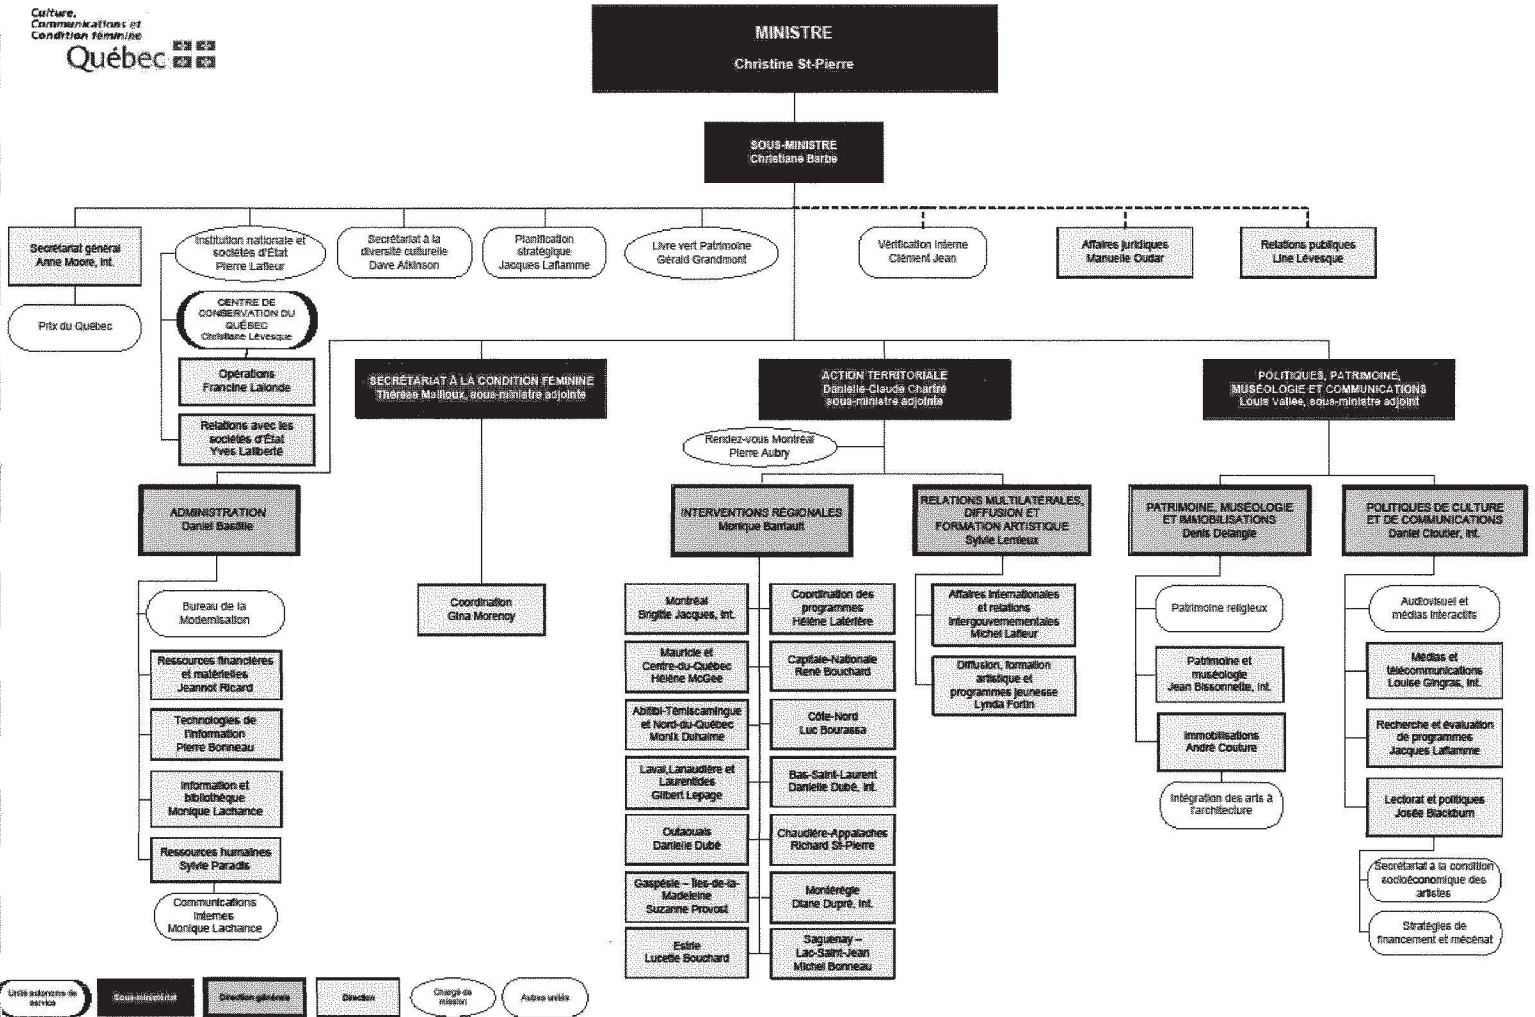 Culture,
Communications et
Condition féminine
Québec
MINISTRE
Christine St-Pierre
SOUS-MINISTRE
Christiane Barbe
Secrétariat général
Anne Moore, Int.
Prix du Québec
Institution nationale et
sociétés d'État
Pierre Lafleur
Secrétariat à la
diversité culturelle
Dave Atkinson
Planification
stratégique
Jacques Laflamme
Livre vert Patrimoine
Gérald Grandmont
Vérification Interne
Clément Jean
Affaires juridiques
Manuelle Oudar
Relations publiques
Line Lévesque
CENTRE DE
CONSERVATION DU
QUÉBEC
Christiane Lévesque
Opérations
Francine Lalonde
Relations avec les
sociétés d'État
Yves Laliberté
SECRÉTARIAT À LA CONDITION FÉMININE
Thérèse Mailloux, sous-ministre adjointe
ACTION TERRITORIALE
Danielle-Claude Chartré
sous-ministre adjointe
POLITIQUES, PATRIMOINE,
MUSÉOLOGIE ET COMMUNICATIONS
Louis Vallée, sous-ministre adjoint
Rendez-vous Montréal
Pierre Aubry
ADMINISTRATION
Daniel Bastille
INTERVENTIONS RÉGIONALES
Monique Barriault
RELATIONS MULTILATÉRALES,
DIFFUSION ET
FORMATION ARTISTIQUE
Sylvie Lemieux
PATRIMOINE, MUSÉOLOGIE
ET IMMOBILISATIONS
Denis Delangie
POLITIQUES DE CULTURE
ET DE COMMUNICATIONS
Daniel Cloutier, Int.
Bureau de la
Modernisation
Ressources financières
et matérielles
Jeannot Ricard
Technologies de
l'Information
Pierre Bonneau
Information et
bibliothèque
Monique Lachance
Ressources humaines
Sylvie Paradis
Communications
Internes
Monique Lachance
Coordination
Gina Morency
Montréal
Brigitte Jacques, Int.
Mauricie et
Centre-du-Québec
Hélène McGee
Abitibi-Témiscamingue
et Nord-du-Québec
Monik Duhaime
Laval,Lanaudière et
Laurentides
Gilbert Lepage
Outaouais
Danielle Dubé
Gaspésie – Îles-de-la-
Madeleine
Suzanne Provost
Estrie
Lucette Bouchard
Coordination des
programmes
Hélène Latérière
Capitale-Nationale
René Bouchard
Côte-Nord
Luc Bourassa
Bas-Saint-Laurent
Danielle Dubé, Int.
Chaudière-Appalaches
Richard St-Pierre
Montérégie
Diane Dupré, Int.
Saguenay –
Lac-Saint-Jean
Michel Bonneau
Affaires internationales
et relations
Intergouvernementales
Michel Lafleur
Diffusion, formation
artistique et
programmes jeunesse
Lynda Fortin
Patrimoine religieux
Patrimoine et
muséologie
Jean Bissonnette, Int.
Immobilisations
André Couture
Intégration des arts à
l'architecture
Audiovisuel et
médias interactifs
Médias et
télécommunications
Louise Gingras, Int.
Recherche et évaluation
de programmes
Jacques Laflamme
Lectorat et politiques
Josée Blackburn
Secrétariat à la condition
socioéconomique des
artistes
Stratégies de
financement et mécénat
Unité autonome de
service
Sous-ministériat
Direction générale
Direction
Chargé de
mission
Autres unités